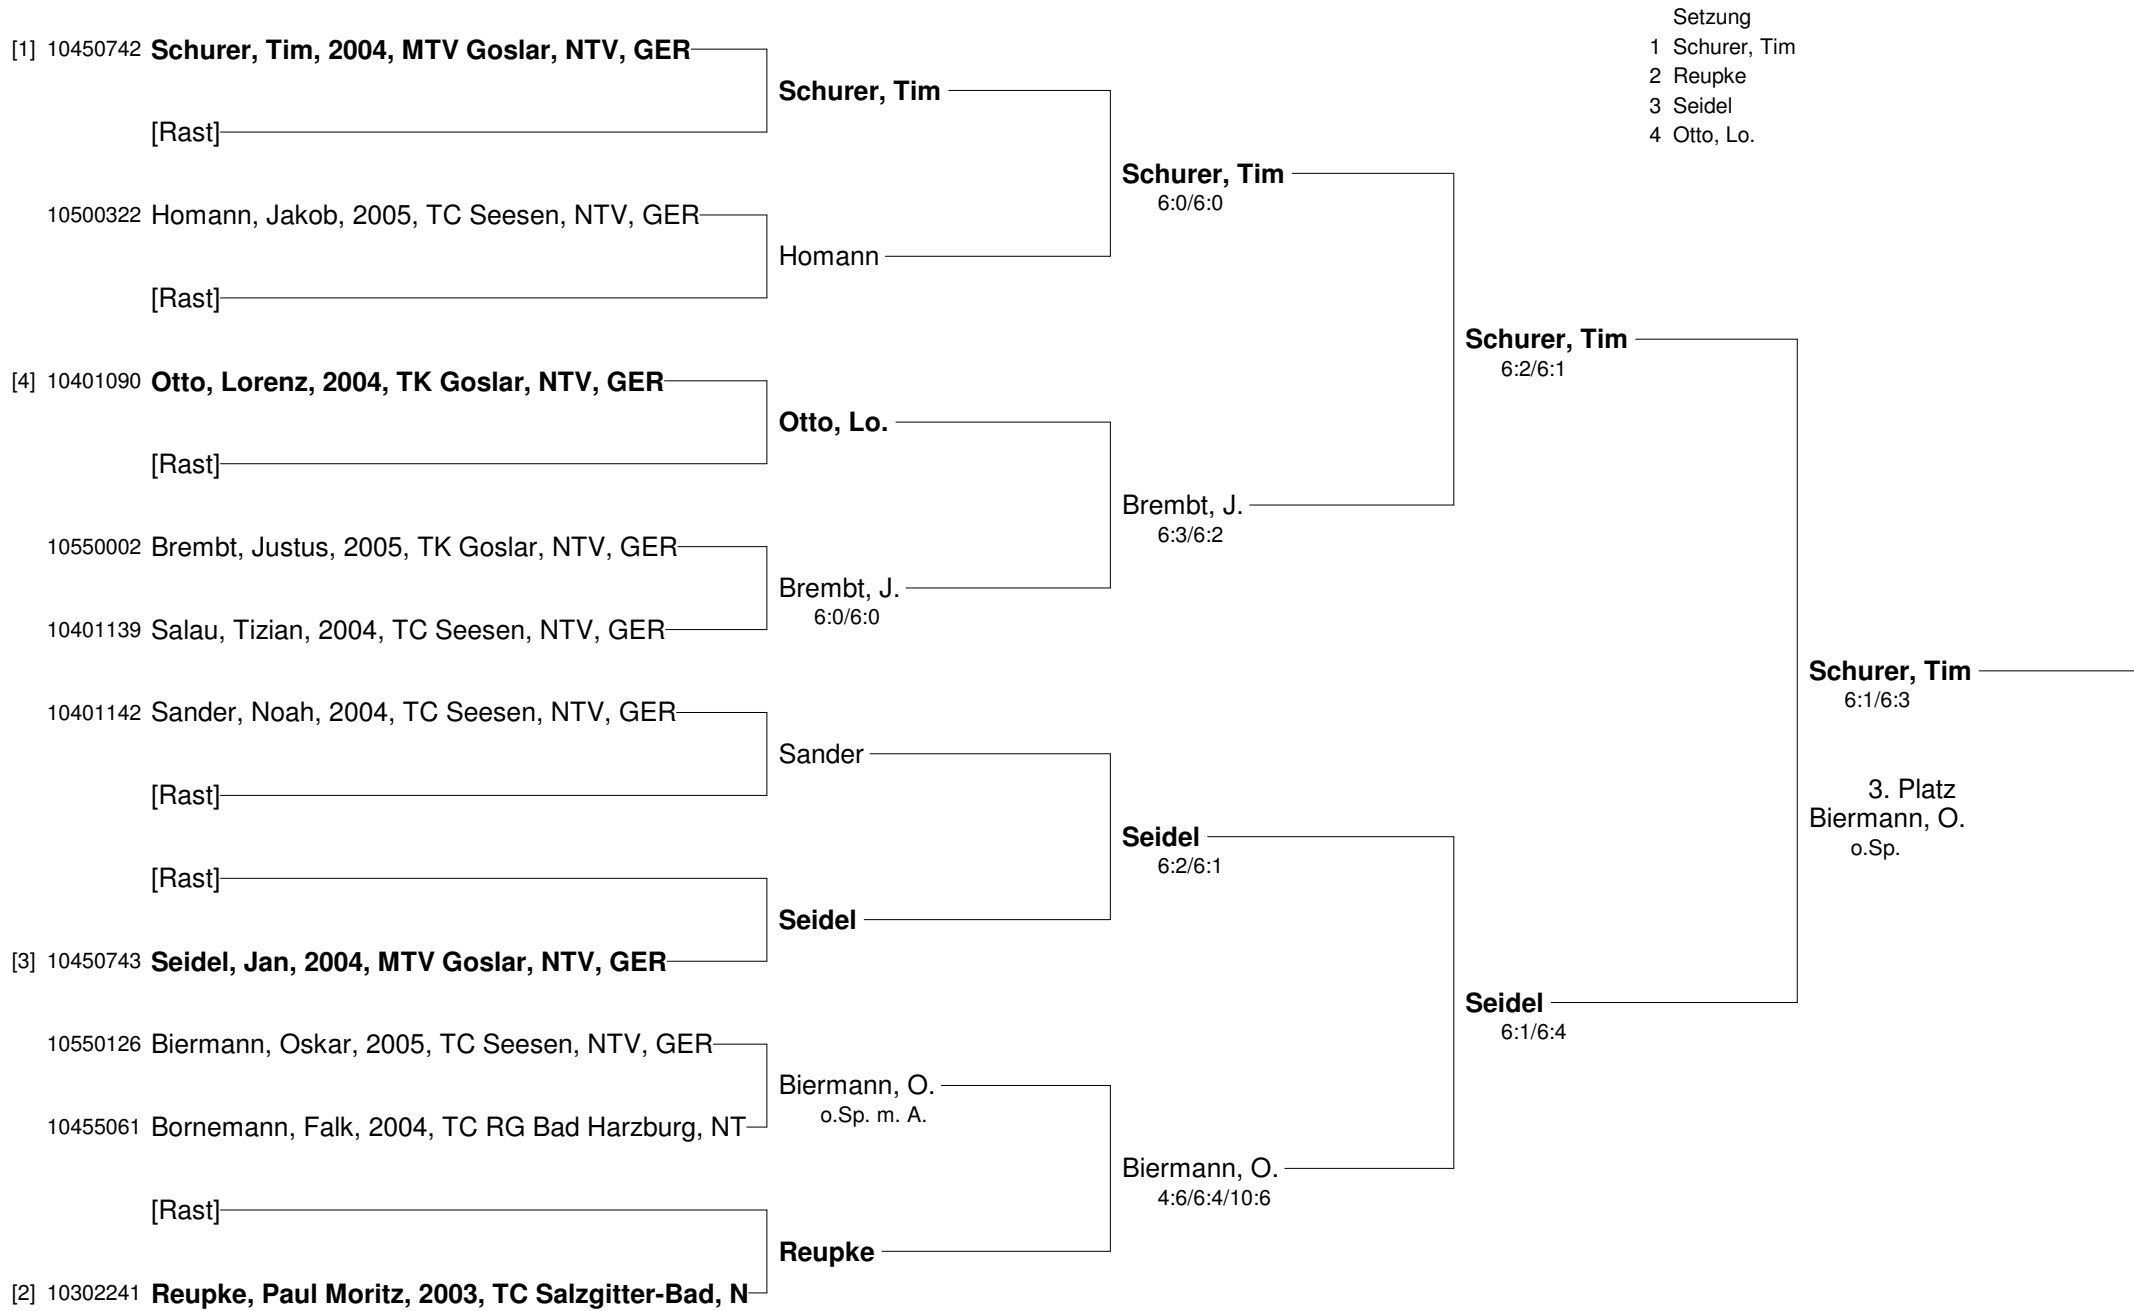 Setzung
1 Schurer, Tim
2 Reupke
3 Seidel
4 Otto, Lo.
[1] 10450742 Schurer, Tim, 2004, MTV Goslar, NTV, GER
Schurer, Tim
[Rast]
Schurer, Tim
6:0/6:0
10500322 Homann, Jakob, 2005, TC Seesen, NTV, GER
Homann
[Rast]
Schurer, Tim
6:2/6:1
[4] 10401090 Otto, Lorenz, 2004, TK Goslar, NTV, GER
Otto, Lo.
[Rast]
Brembt, J.
6:3/6:2
10550002 Brembt, Justus, 2005, TK Goslar, NTV, GER
Brembt, J.
6:0/6:0
10401139 Salau, Tizian, 2004, TC Seesen, NTV, GER
Schurer, Tim
6:1/6:3
10401142 Sander, Noah, 2004, TC Seesen, NTV, GER
Sander
[Rast]
3. Platz
Biermann, O.
o.Sp.
Seidel
6:2/6:1
[Rast]
Seidel
[3] 10450743 Seidel, Jan, 2004, MTV Goslar, NTV, GER
Seidel
6:1/6:4
10550126 Biermann, Oskar, 2005, TC Seesen, NTV, GER
Biermann, O.
o.Sp. m. A.
10455061 Bornemann, Falk, 2004, TC RG Bad Harzburg, NT
Biermann, O.
4:6/6:4/10:6
[Rast]
Reupke
[2] 10302241 Reupke, Paul Moritz, 2003, TC Salzgitter-Bad, N